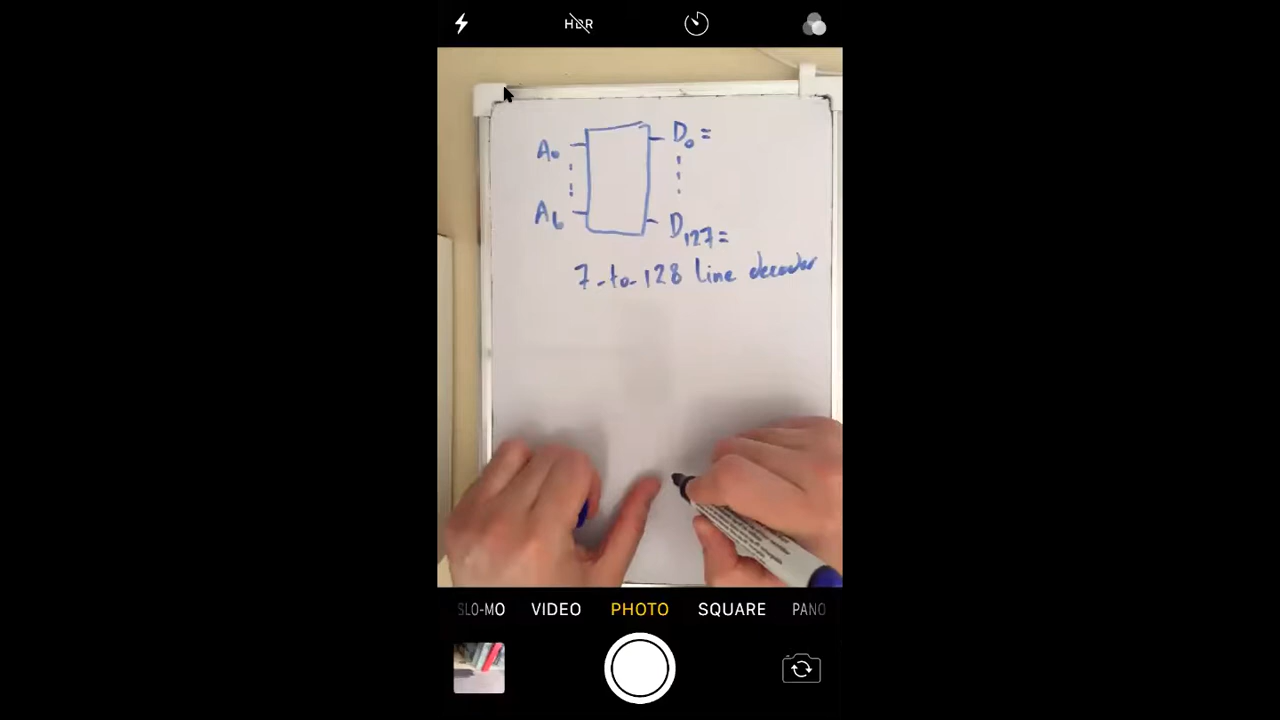 HDR
A0 D0 =
A6 D127 =
7-to-128 line decoder
SLO-MO VIDEO PHOTO SQUARE PANO